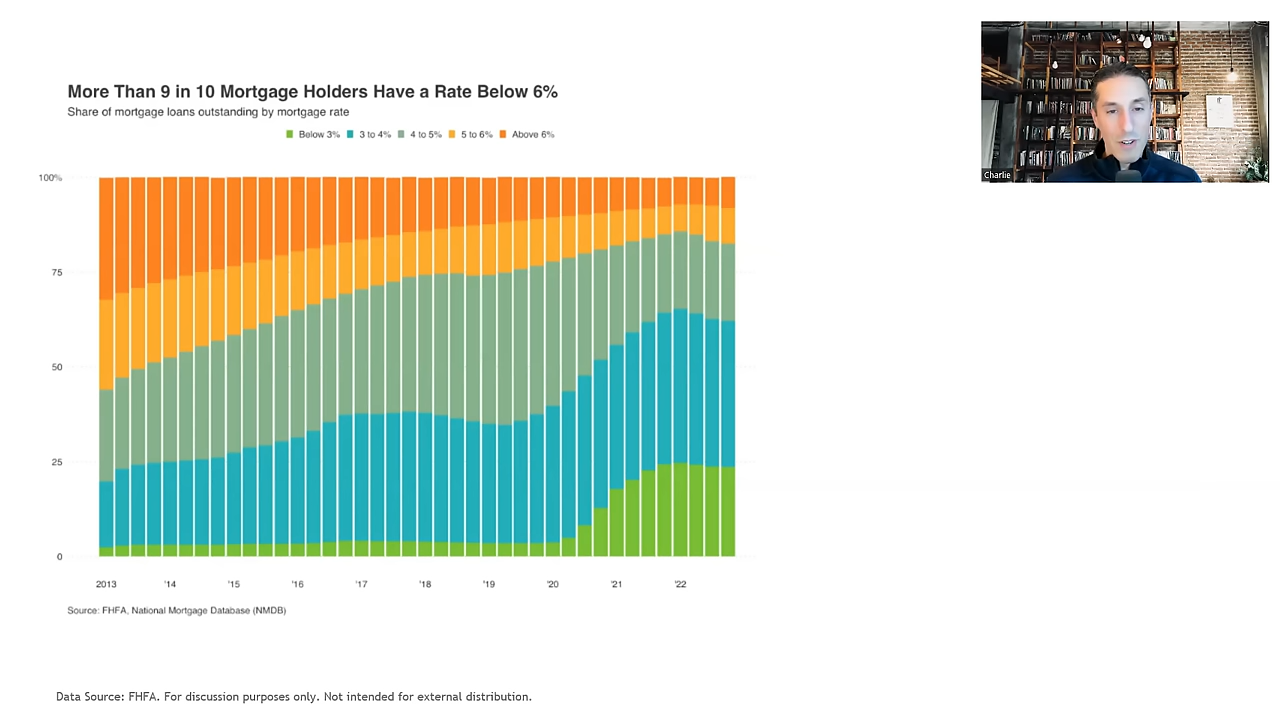 More Than 9 in 10 Mortgage Holders Have a Rate Below 6%
Share of mortgage loans outstanding by mortgage rate
Below 3% 3 to 4% 4 to 5% 5 to 6% Above 6%
100%
75
50
25
0
2013 '14 '15 '16 '17 '18 '19 '20 '21 '22
Source: FHFA, National Mortgage Database (NMDB)
Data Source: FHFA. For discussion purposes only. Not intended for external distribution.
Charlie